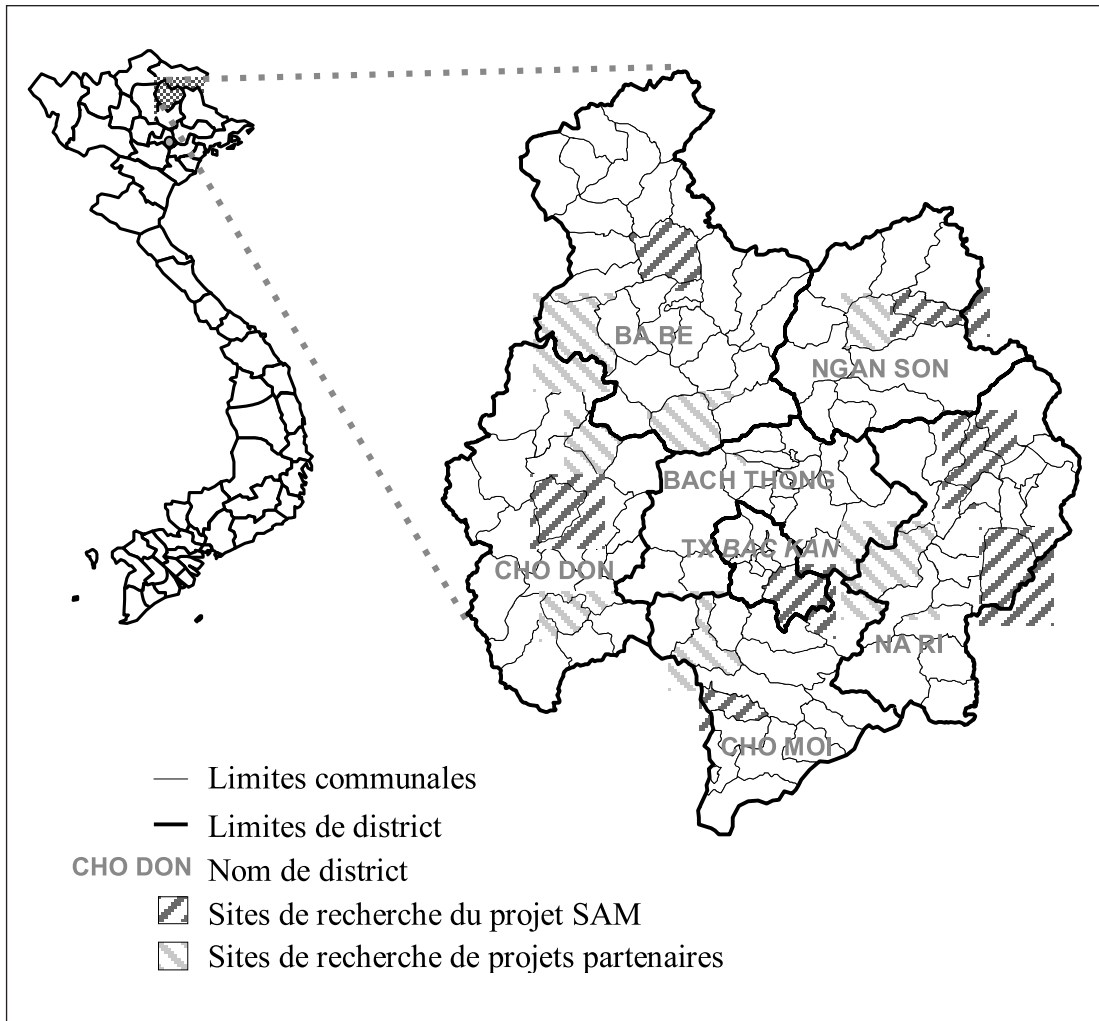 BA BE
NGAN SON
BACH THONG
TX BAC KAN
CHO DON
NA RI
CHO MOI
Limites communales
Limites de district
CHO DON Nom de district
Sites de recherche du projet SAM
Sites de recherche de projets partenaires